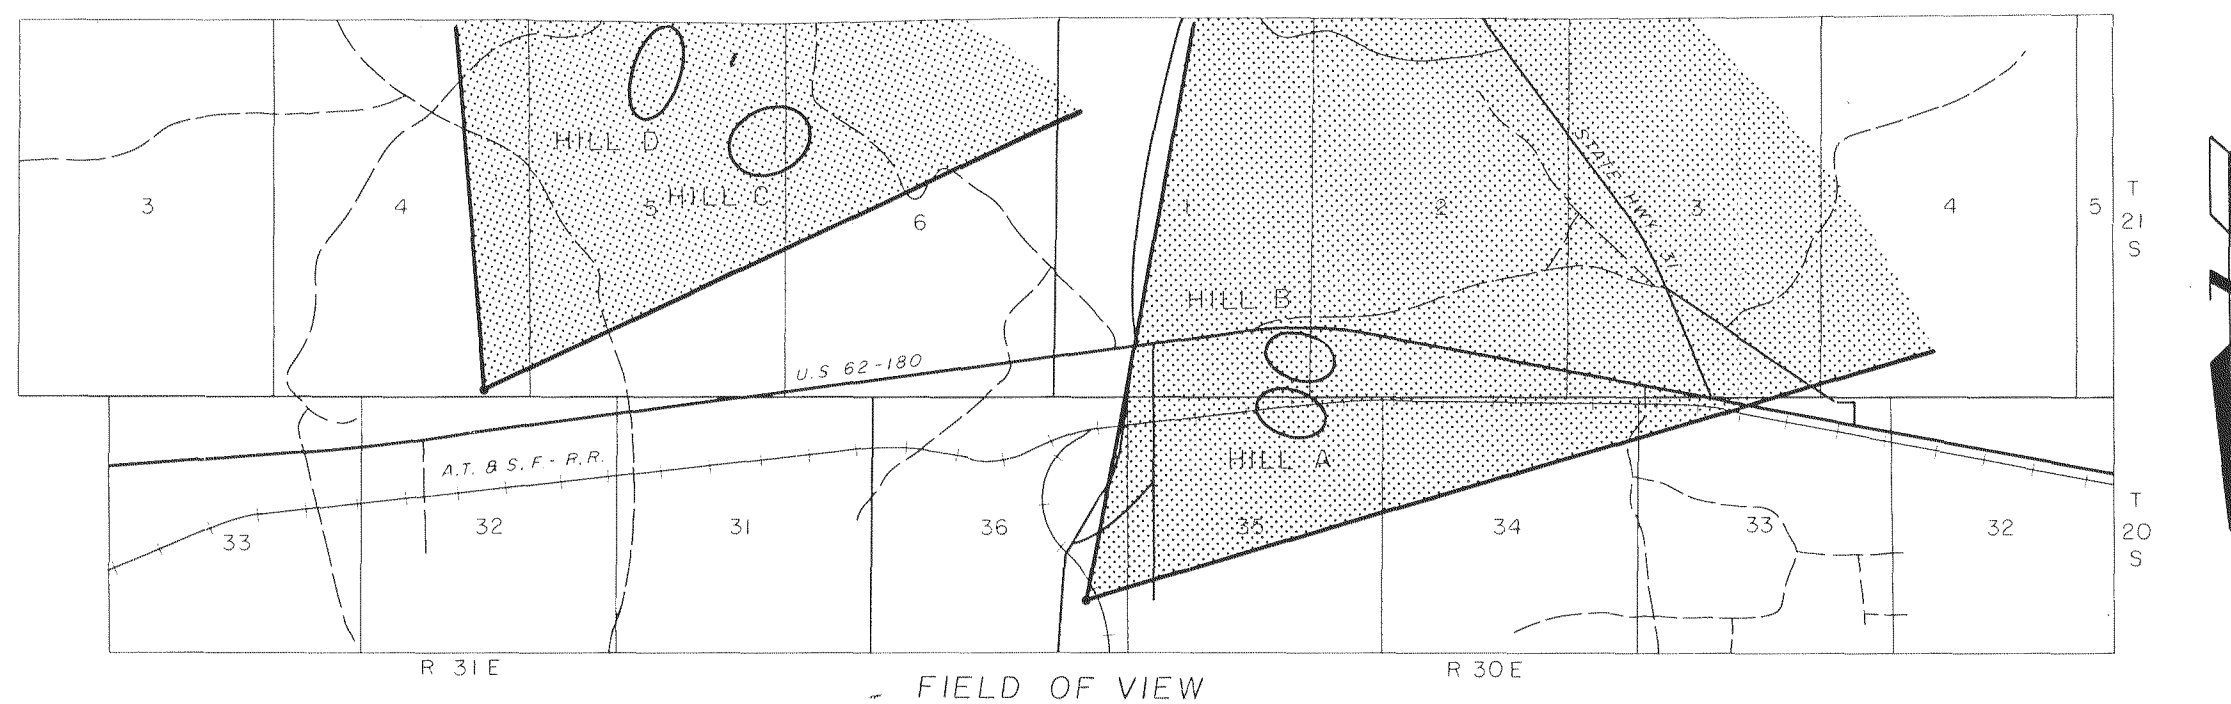 HILL D
HILL C
3
4
5
6
1
2
3
4
5
T
21
S
STATE HWY. 31
HILL B
U.S 62-180
A.T. & S.F.- R.R.
HILL A
33
32
31
36
35
34
33
32
T
20
S
R 31 E
R 30 E
FIELD OF VIEW